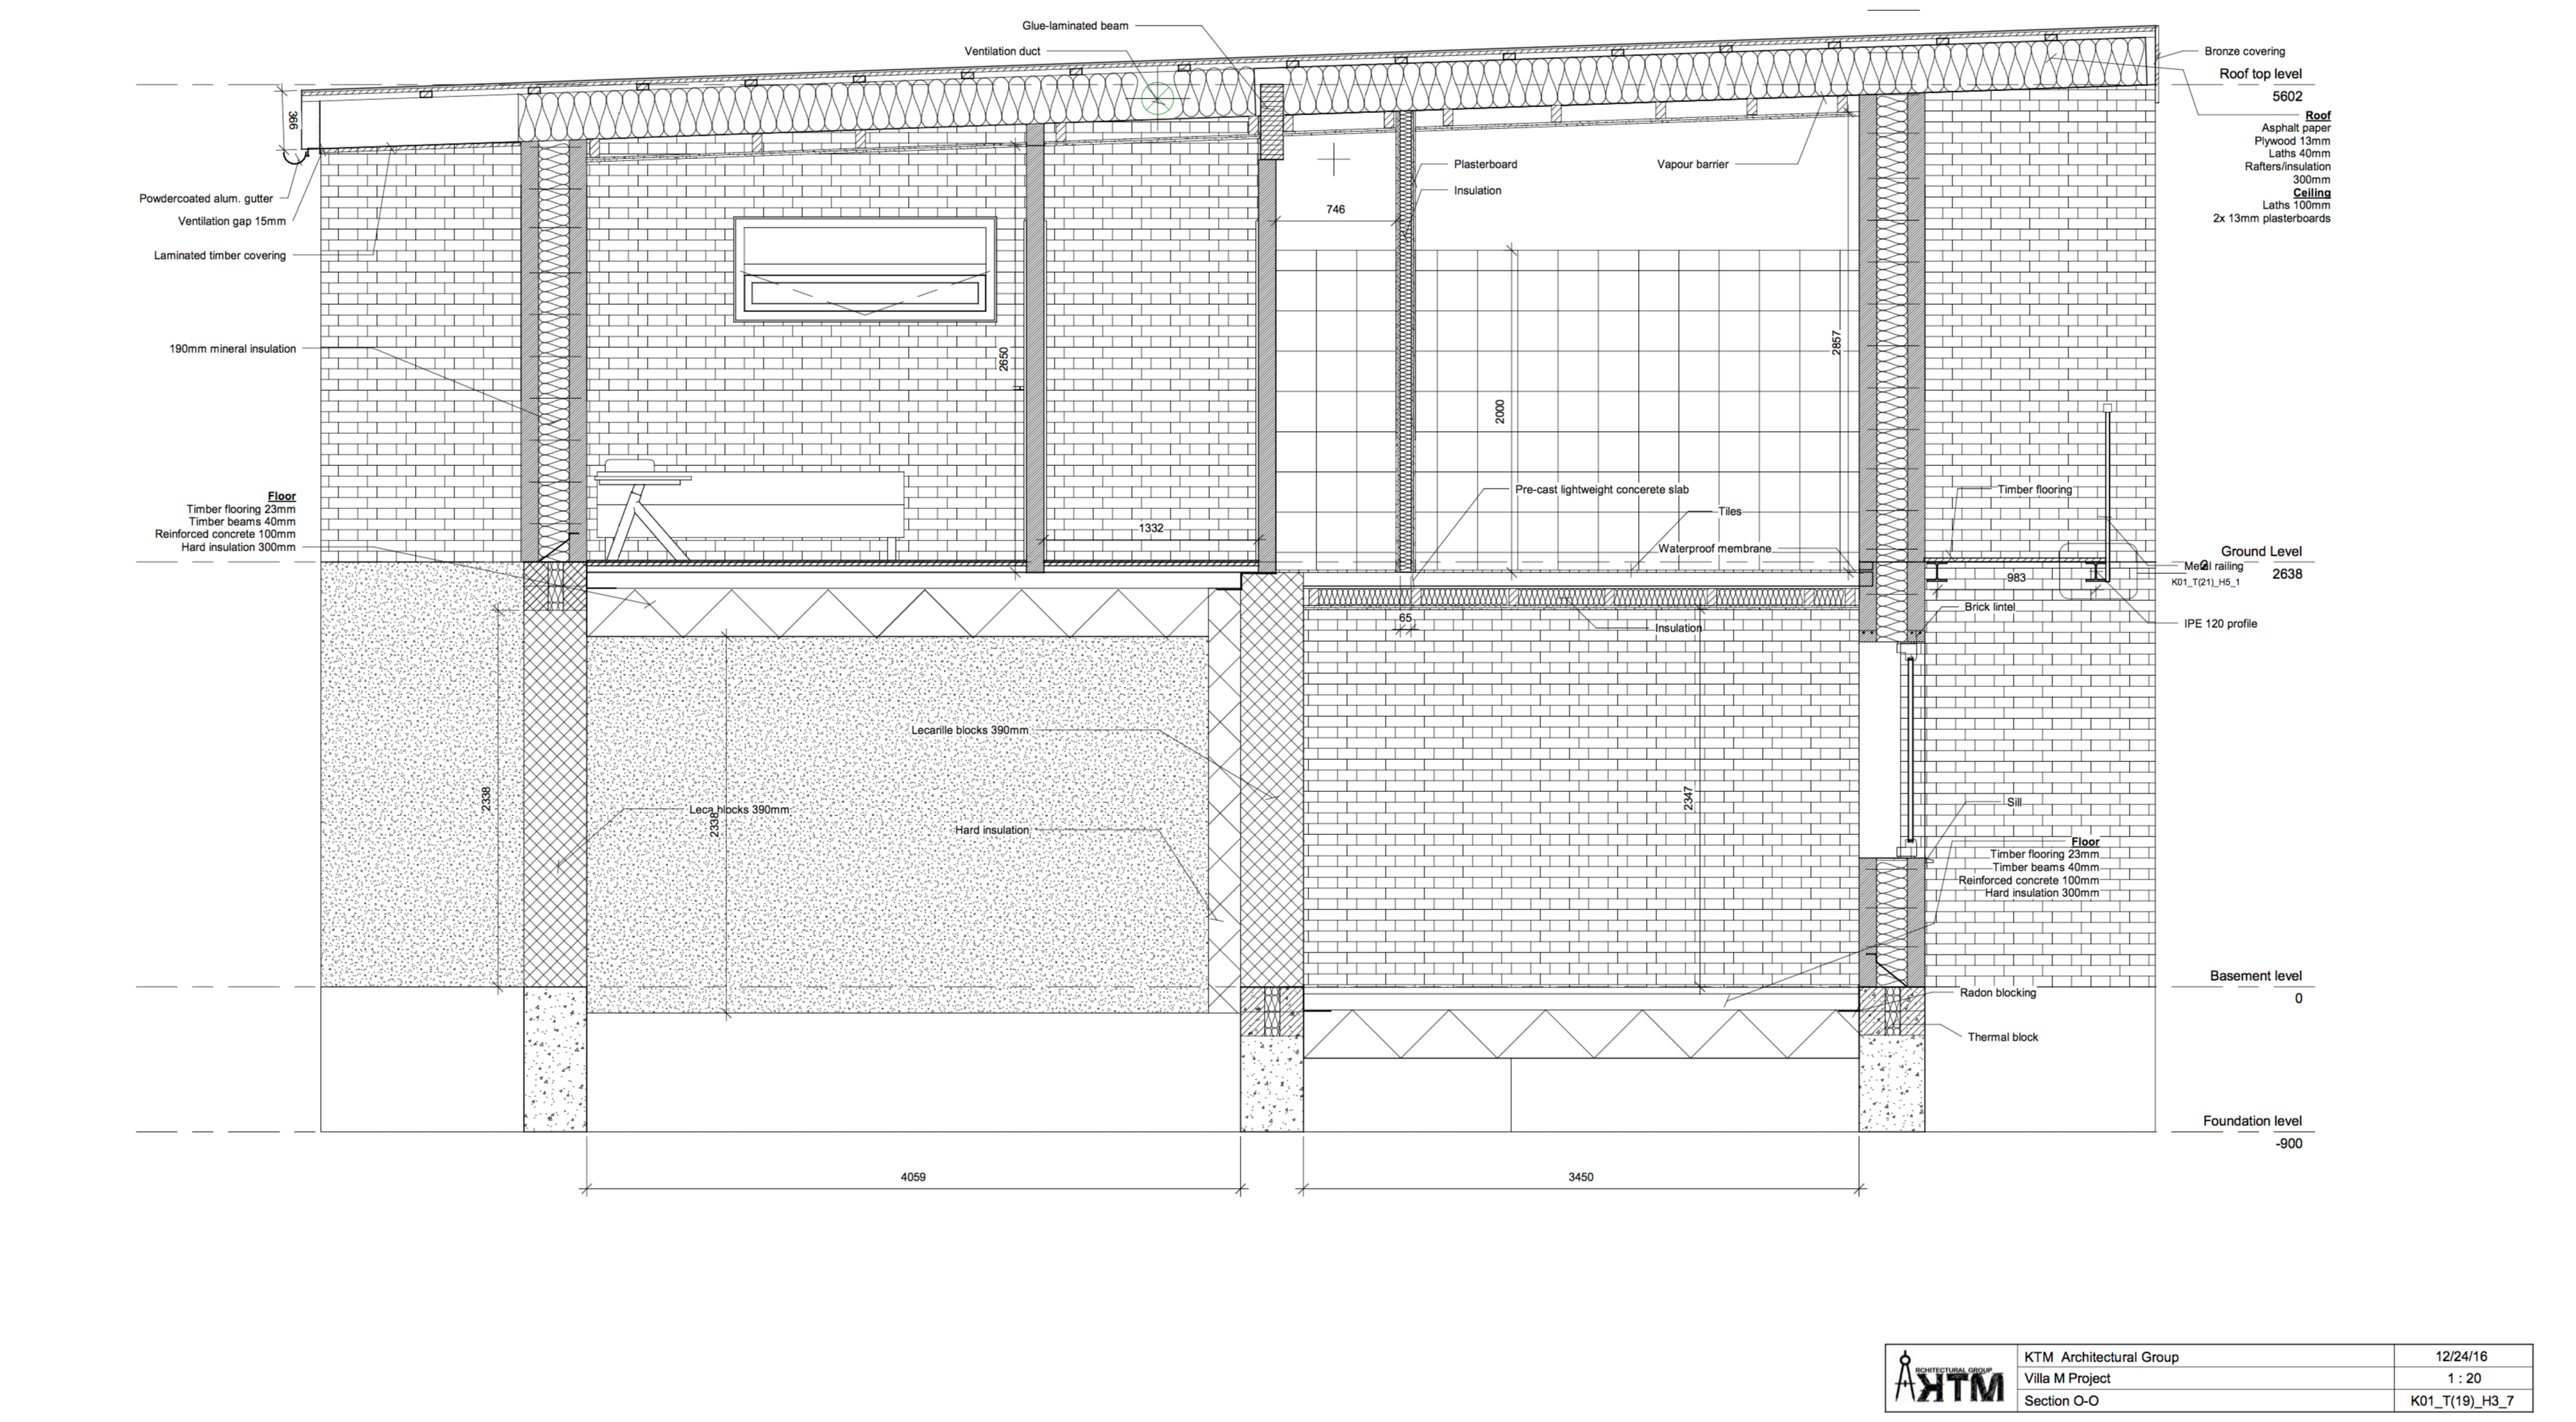 Glue-laminated beam
Ventilation duct
Bronze covering
Roof top level
5602
Roof
Asphalt paper
Plywood 13mm
Laths 40mm
Rafters/insulation
300mm
Ceiling
Laths 100mm
2x 13mm plasterboards
366
Powdercoated alum. gutter
Ventilation gap 15mm
Laminated timber covering
Plasterboard
Insulation
Vapour barrier
746
190mm mineral insulation
2650
2857
2000
Floor
Timber flooring 23mm
Timber beams 40mm
Reinforced concrete 100mm
Hard insulation 300mm
1332
Pre-cast lightweight concerete slab
Tiles
Waterproof membrane
Timber flooring
Ground Level
2638
2
Metal railing
K01_T(21)_H5_1
983
Brick lintel
IPE 120 profile
65
Insulation
Lecarille blocks 390mm
2338
Leca blocks 390mm
2338
Hard insulation
2347
Sill
Floor
Timber flooring 23mm
Timber beams 40mm
Reinforced concrete 100mm
Hard insulation 300mm
Basement level
0
Radon blocking
Thermal block
Foundation level
-900
4059
3450
RCHITECTURAL GROUP
KTM
KTM Architectural Group
12/24/16
Villa M Project
1 : 20
Section O-O
K01_T(19)_H3_7